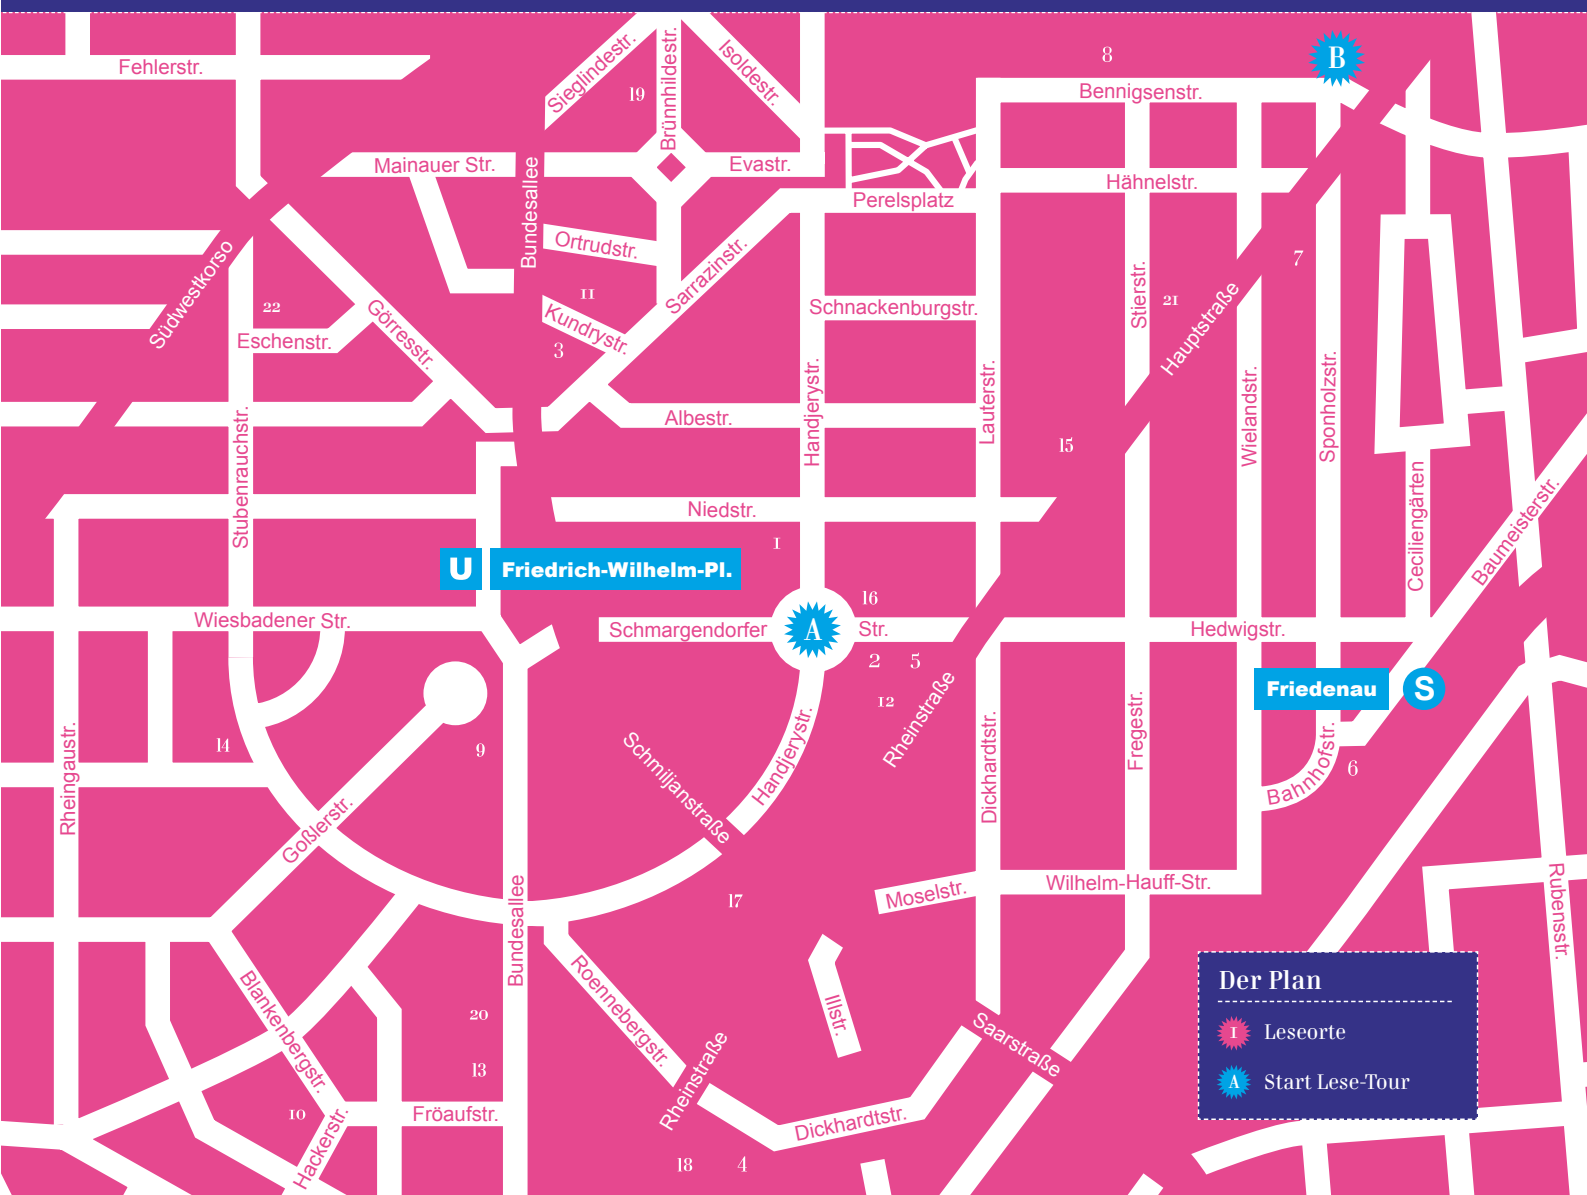 Fehlerstr.
Sieglindestr.
Brünnhildestr.
Isoldestr.
19
8
B
Bennigsenstr.
Mainauer Str.
Bundesallee
Evastr.
Hähnelstr.
Perelsplatz
Südwestkorso
Ortrudstr.
Sarrazinstr.
7
22
Görresstr.
11
Kundrystr.
Schnackenburgstr.
Stierstr.
21
Hauptstraße
Eschenstr.
3
Stubenrauchstr.
Albestr.
Handjerystr.
Lauterstr.
15
Wielandstr.
Sponholzstr.
Ceciliengärten
Baumeisterstr.
Niedstr.
1
U Friedrich-Wilhelm-Pl.
16
Wiesbadener Str.
Schmargendorfer
A
Str.
Hedwigstr.
2
5
12
Friedenau S
Rheinstraße
Rheingaustr.
14
9
Schmiljanstraße
Handjerystr.
Dickhardtstr.
Fregestr.
Bahnhofstr.
6
Goßlerstr.
Bundesallee
17
Moselstr.
Wilhelm-Hauff-Str.
Rubensstr.
Blankenbergstr.
20
Roennebergstr.
Illstr.
Saarstraße
13
Rheinstraße
10
Hackerstr.
Fröaufstr.
Dickhardtstr.
18
4
Der Plan
1 Leseorte
A Start Lese-Tour